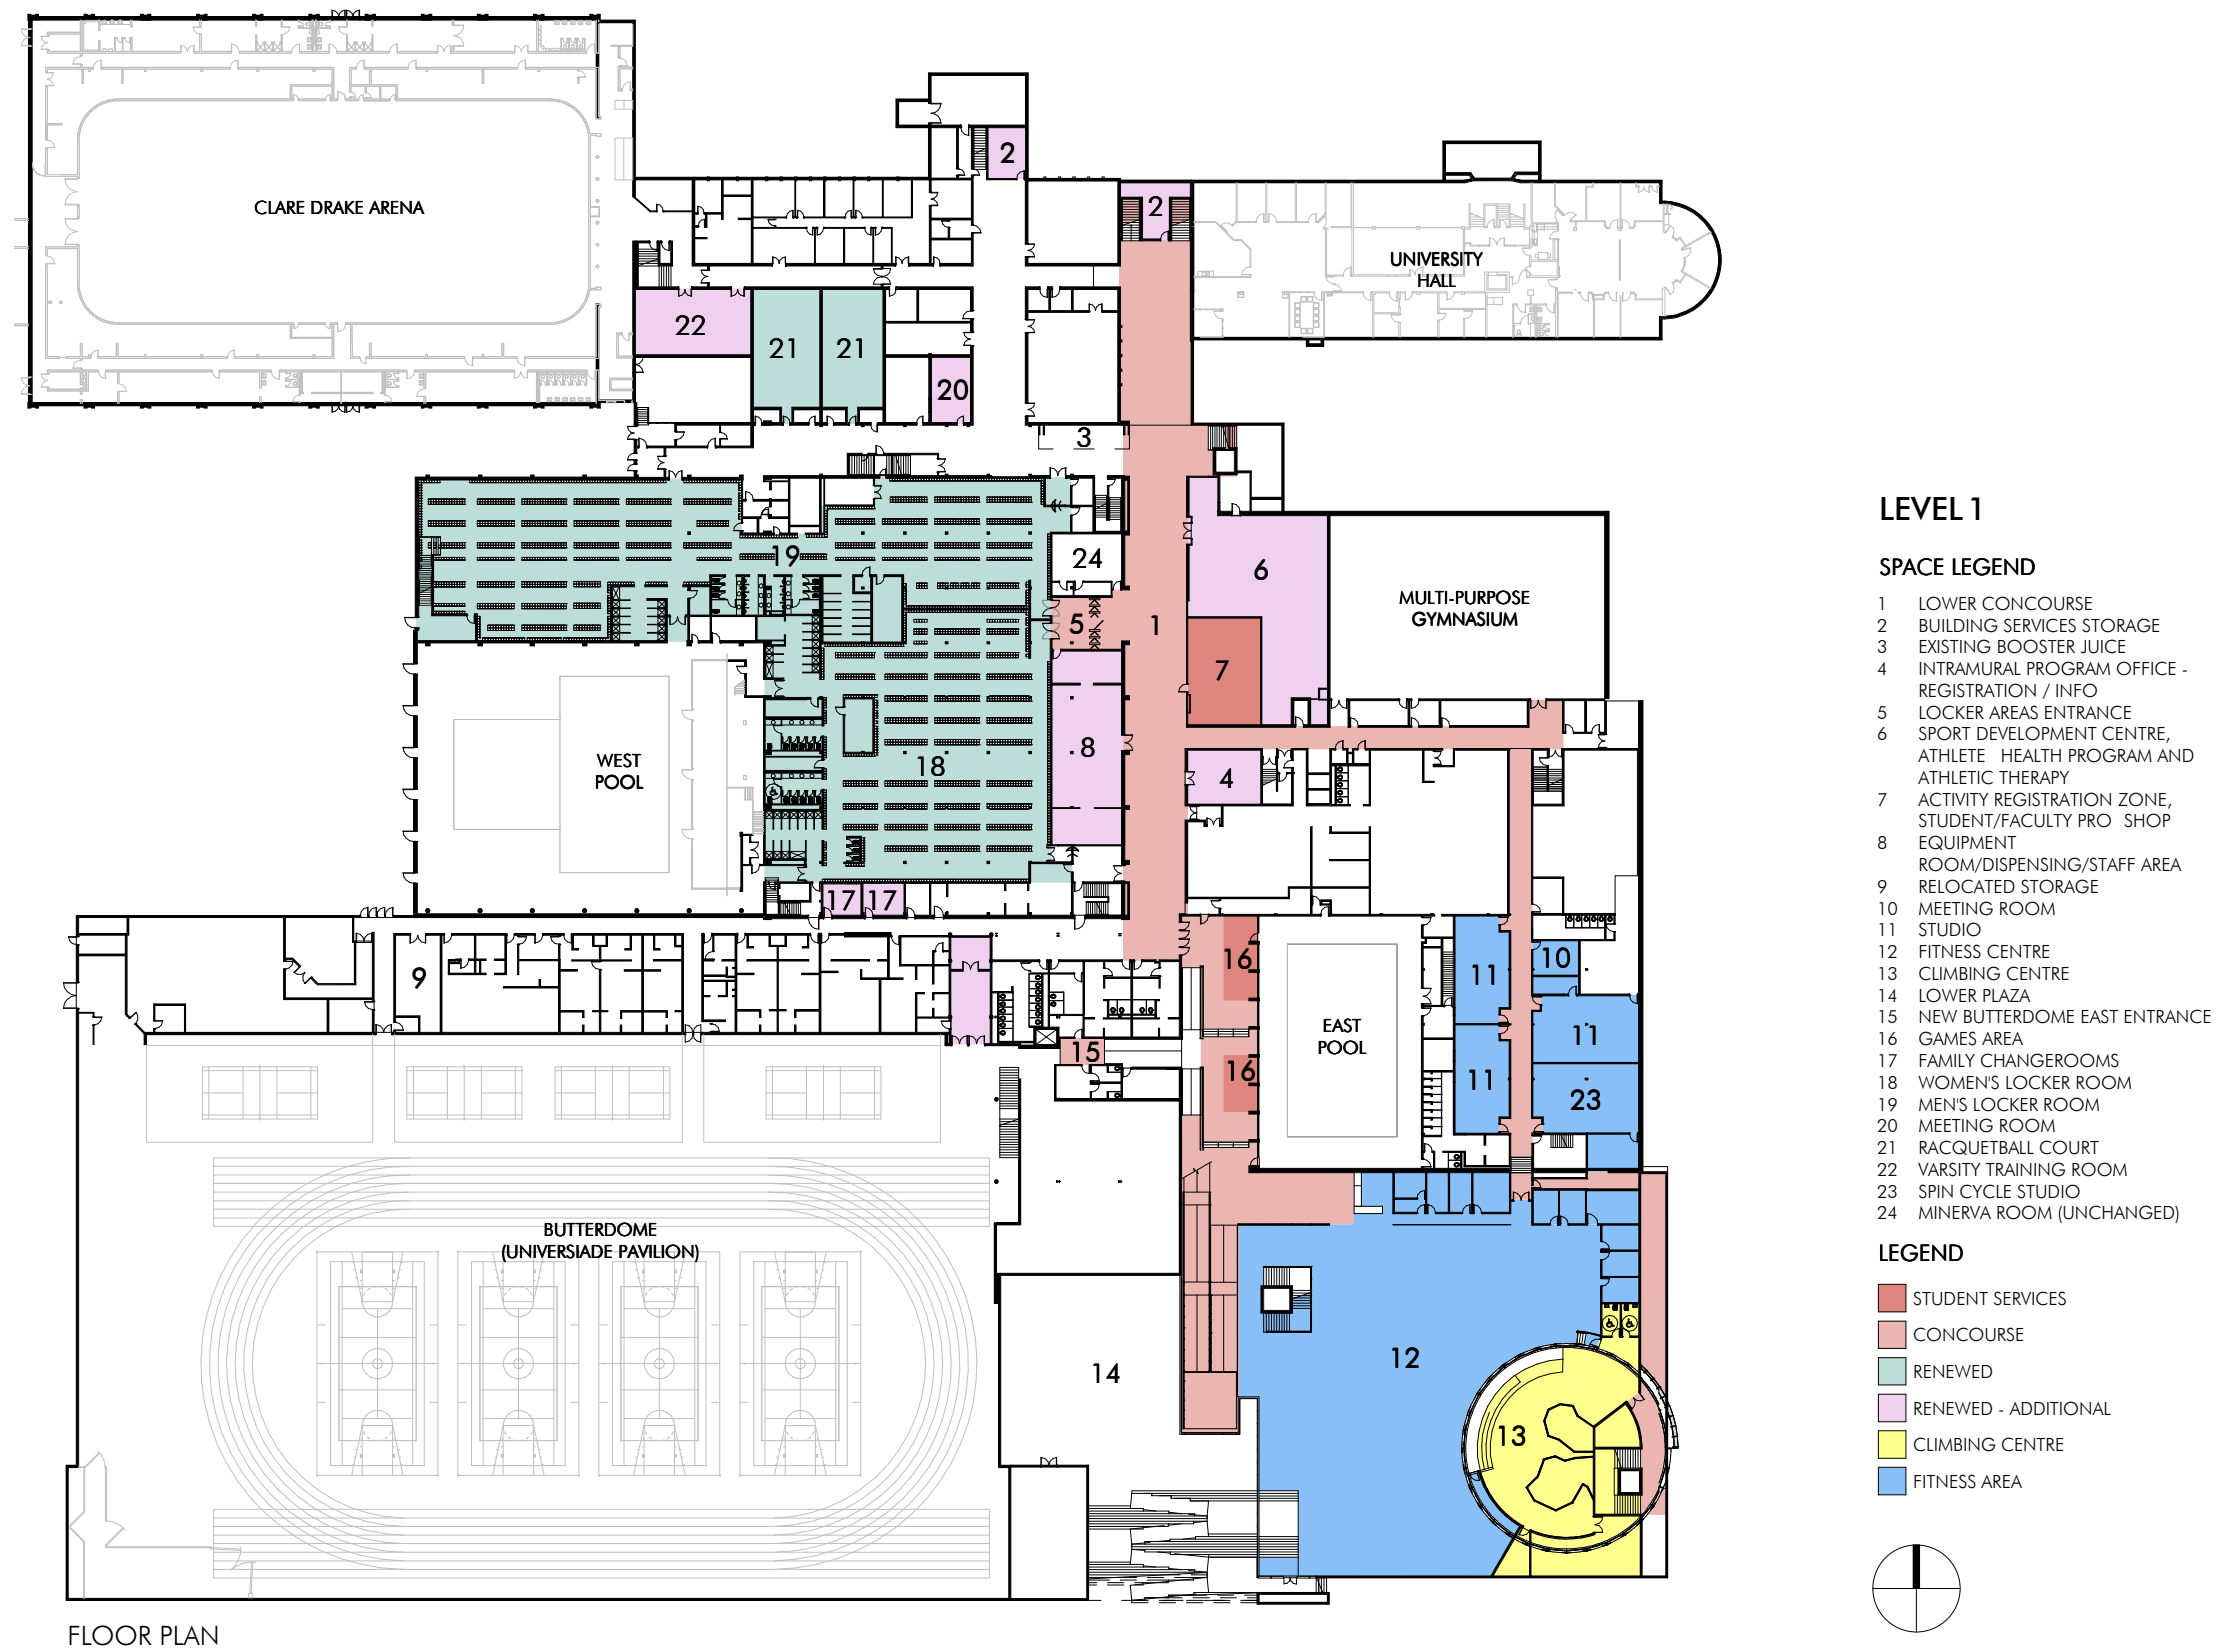 2
CLARE DRAKE ARENA
2
UNIVERSITY
HALL
22
21
21
20
3
19
24
6
MULTI-PURPOSE
GYMNASIUM
5
1
7
WEST
POOL
18
8
4
17
17
9
16
11
10
EAST
POOL
11
15
16
11
23
BUTTERDOME
(UNIVERSIADE PAVILION)
14
12
13
FLOOR PLAN
LEVEL 1
SPACE LEGEND
1 LOWER CONCOURSE
2 BUILDING SERVICES STORAGE
3 EXISTING BOOSTER JUICE
4 INTRAMURAL PROGRAM OFFICE -
REGISTRATION / INFO
5 LOCKER AREAS ENTRANCE
6 SPORT DEVELOPMENT CENTRE,
ATHLETE HEALTH PROGRAM AND
ATHLETIC THERAPY
7 ACTIVITY REGISTRATION ZONE,
STUDENT/FACULTY PRO SHOP
8 EQUIPMENT
ROOM/DISPENSING/STAFF AREA
9 RELOCATED STORAGE
10 MEETING ROOM
11 STUDIO
12 FITNESS CENTRE
13 CLIMBING CENTRE
14 LOWER PLAZA
15 NEW BUTTERDOME EAST ENTRANCE
16 GAMES AREA
17 FAMILY CHANGEROOMS
18 WOMEN'S LOCKER ROOM
19 MEN'S LOCKER ROOM
20 MEETING ROOM
21 RACQUETBALL COURT
22 VARSITY TRAINING ROOM
23 SPIN CYCLE STUDIO
24 MINERVA ROOM (UNCHANGED)
LEGEND
STUDENT SERVICES
CONCOURSE
RENEWED
RENEWED - ADDITIONAL
CLIMBING CENTRE
FITNESS AREA